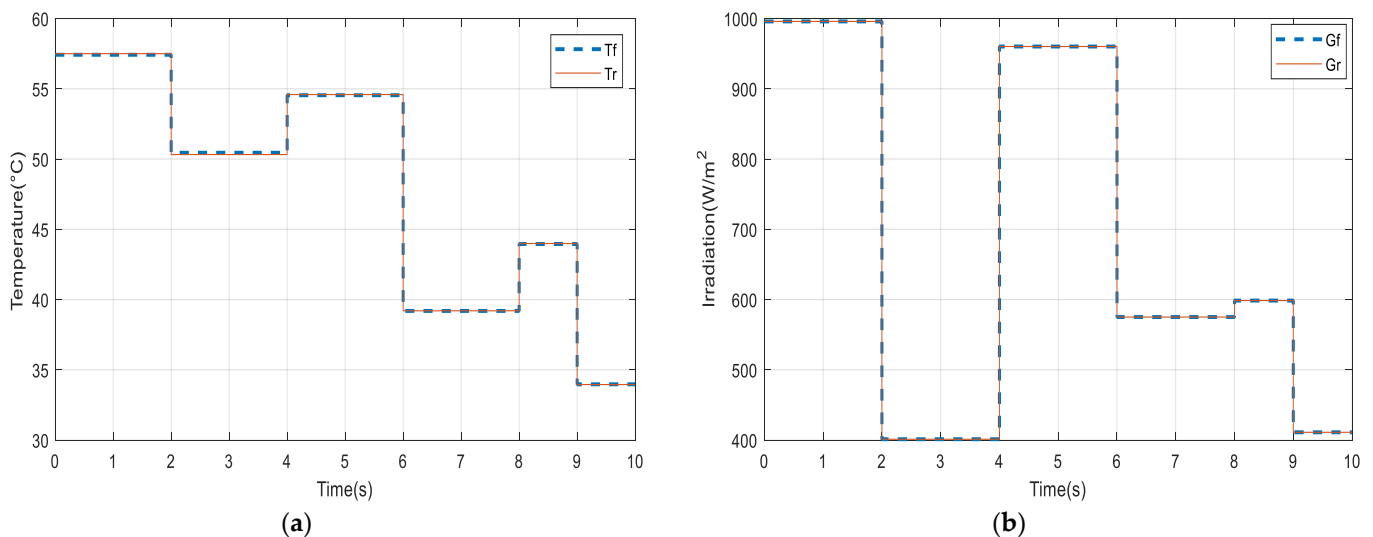 60
55
50
45
40
35
30
Temperature(°C)
Tf
Tr
0 1 2 3 4 5 6 7 8 9 10
Time(s)
(a)
1000
900
800
700
600
500
400
Irradiation(W/m²
Gf
Gr
0 1 2 3 4 5 6 7 8 9 10
Time(s)
(b)